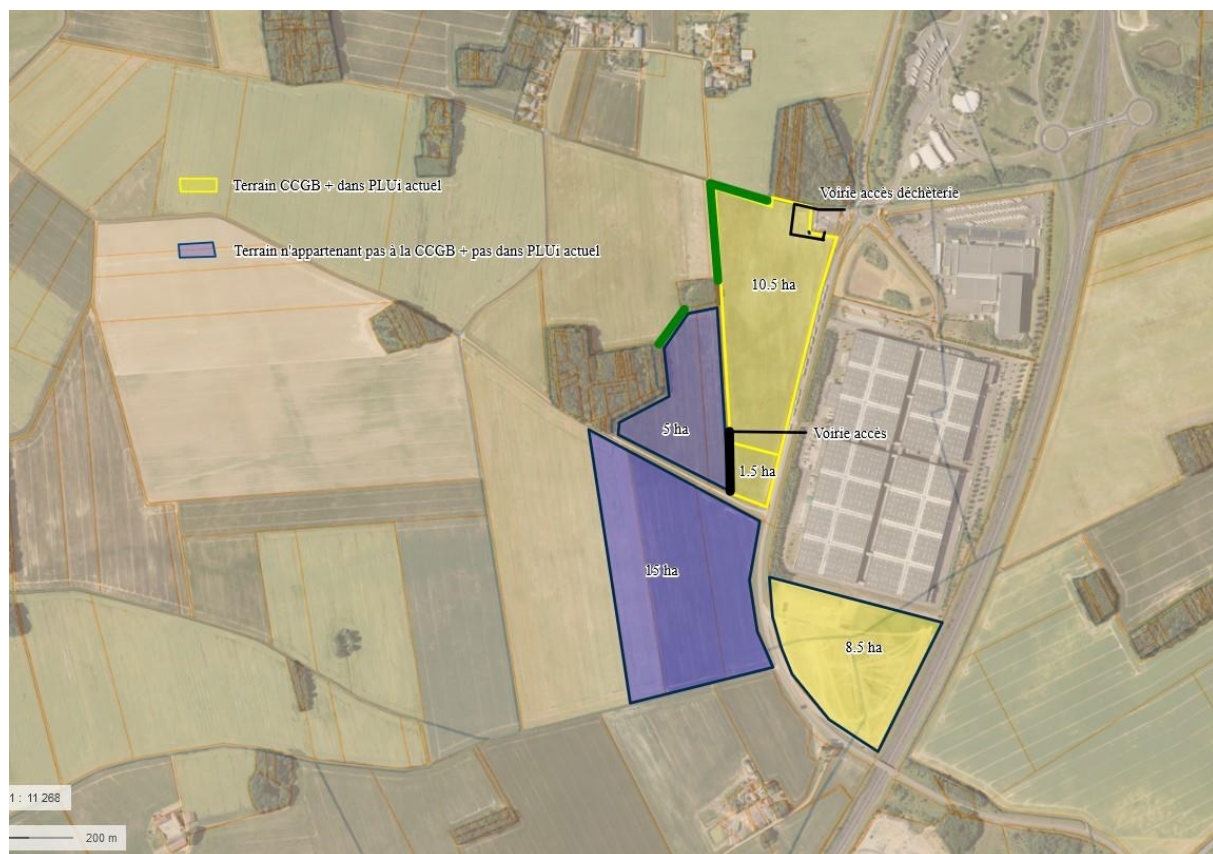 Terrain CCGB + dans PLUi actuel
Voirie accès déchèterie
Terrain n'appartenant pas à la CCGB + pas dans PLUi actuel
10.5 ha
5 ha
Voirie accès
1.5 ha
15 ha
8.5 ha
1 : 11 268
200 m